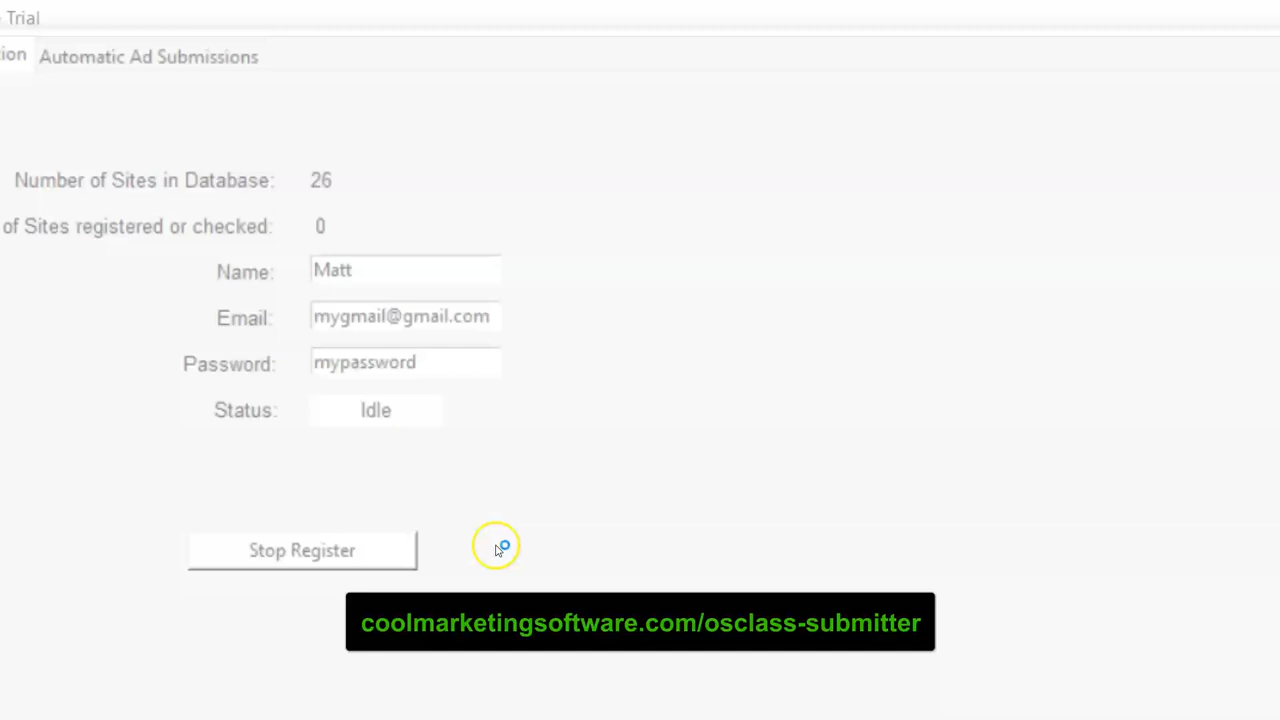 Trial
ion Automatic Ad Submissions
Number of Sites in Database: 26
of Sites registered or checked: 0
Name: Matt
Email: mygmail@gmail.com
Password: mypassword
Status: Idle
Stop Register
coolmarketingsoftware.com/osclass-submitter